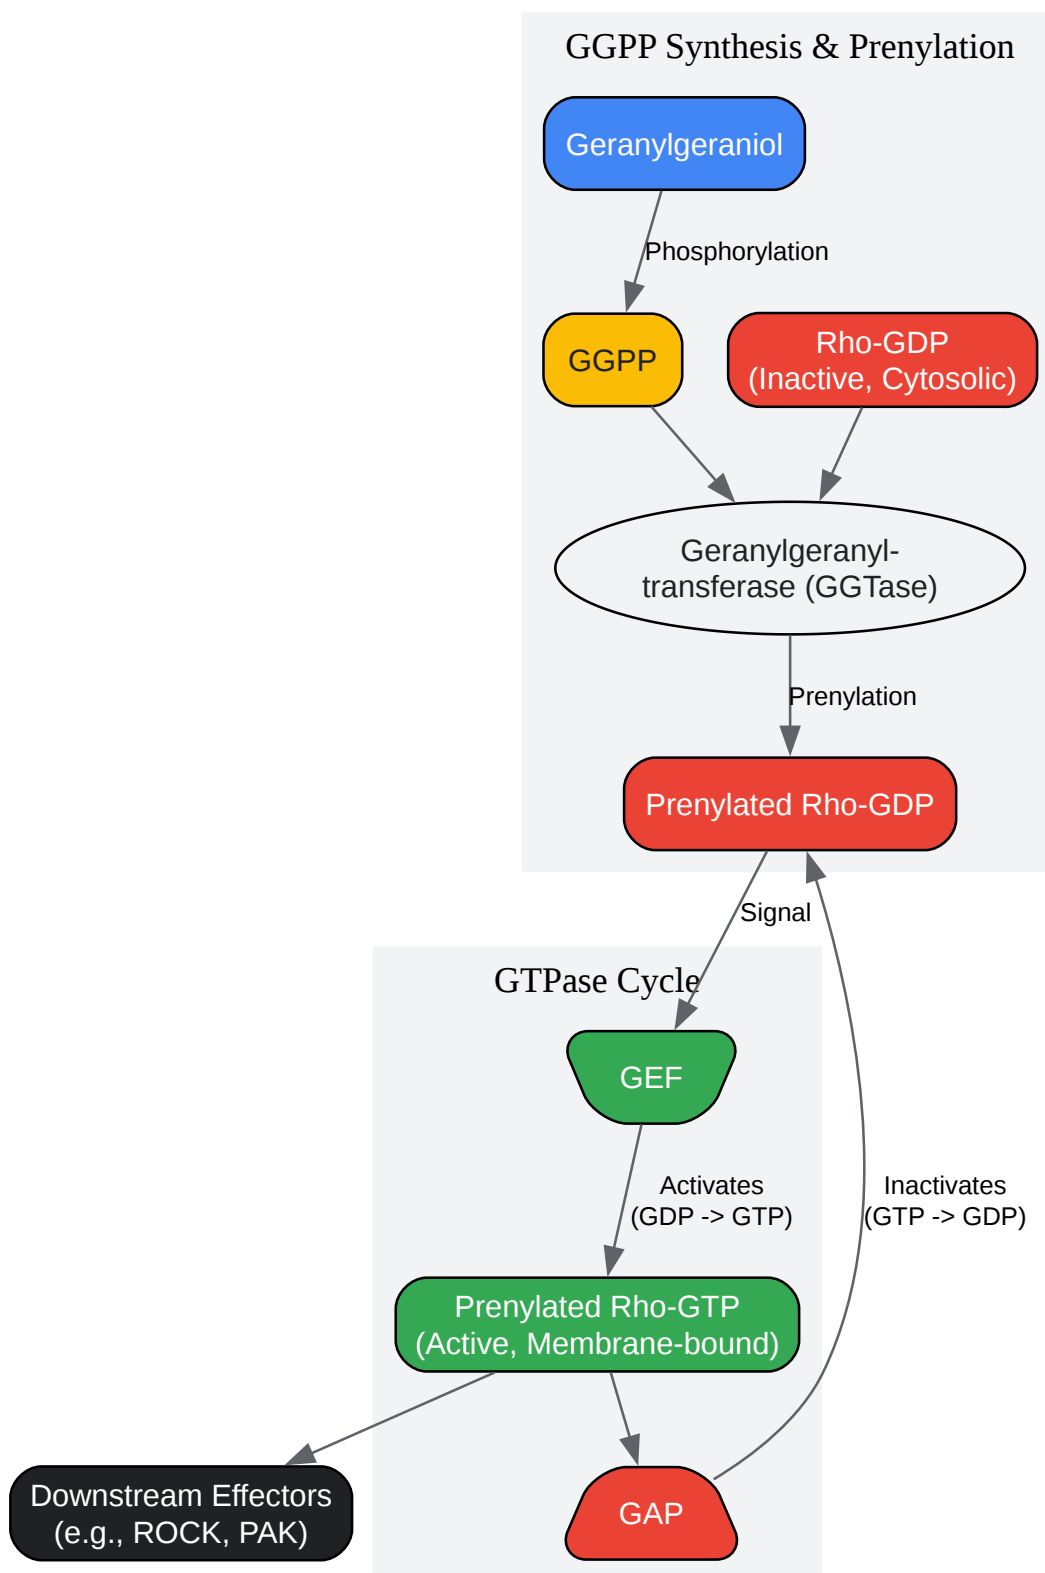 GGPP Synthesis & Prenylation
Geranylgeraniol
Phosphorylation
GGPP
Rho-GDP
(Inactive, Cytosolic)
Geranylgeranyl-
transferase (GGTase)
Prenylation
Prenylated Rho-GDP
Signal
GTPase Cycle
GEF
Activates
(GDP -> GTP)
Inactivates
(GTP -> GDP)
Prenylated Rho-GTP
(Active, Membrane-bound)
Downstream Effectors
(e.g., ROCK, PAK)
GAP